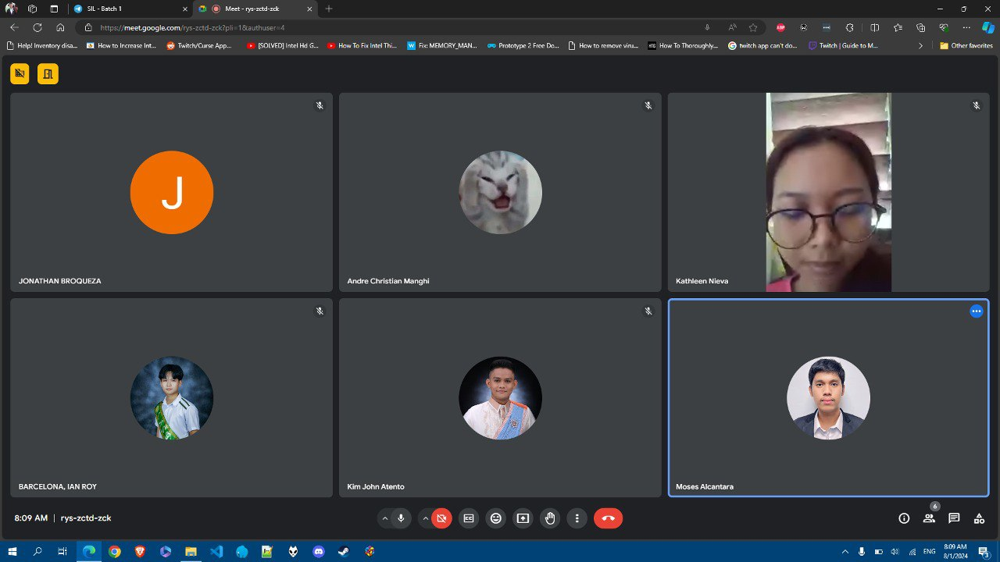 SIL - Batch 1
Meet - rys-zctd-zck
https://meet.google.com/rys-zctd-zck?pli=1&authuser=4
Help! Inventory disa...
How to Increase Int...
Twitch/Curse App...
[SOLVED] Intel Hd G...
How To Fix Intel Thi...
Fix: MEMORY_MAN...
Prototype 2 Free Do...
How to remove viru...
How To Thoroughly...
twitch app can't do...
Twitch | Guide to M...
Other favorites
J
JONATHAN BROQUEZA
Andre Christian Manghi
Kathleen Nieva
BARCELONA, IAN ROY
Kim John Atento
Moses Alcantara
8:09 AM | rys-zctd-zck
6
ENG
8:09 AM
8/1/2024